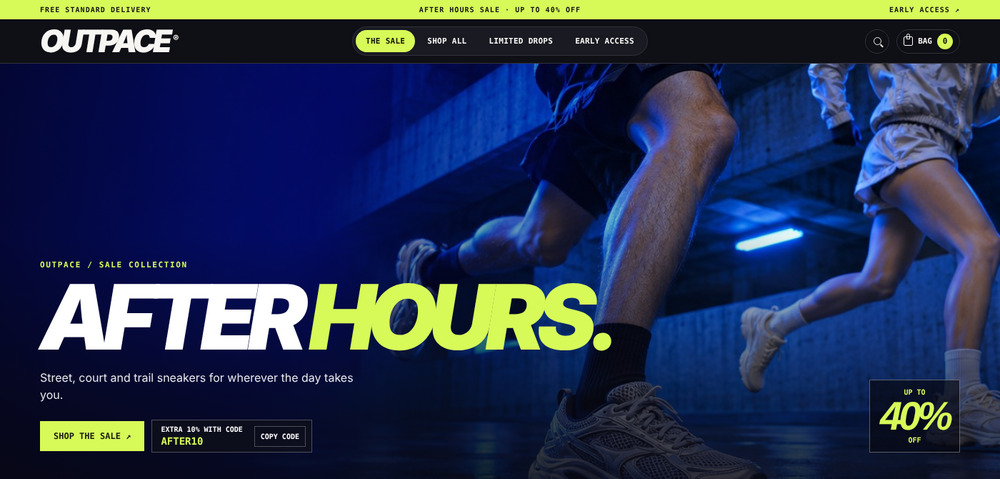 FREE STANDARD DELIVERY
AFTER HOURS SALE · UP TO 40% OFF
EARLY ACCESS ↗
OUTPACE®
THE SALE
SHOP ALL
LIMITED DROPS
EARLY ACCESS
BAG 0
OUTPACE / SALE COLLECTION
AFTER HOURS.
Street, court and trail sneakers for wherever the day takes
you.
SHOP THE SALE ↗
EXTRA 10% WITH CODE
AFTER10
COPY CODE
UP TO
40%
OFF